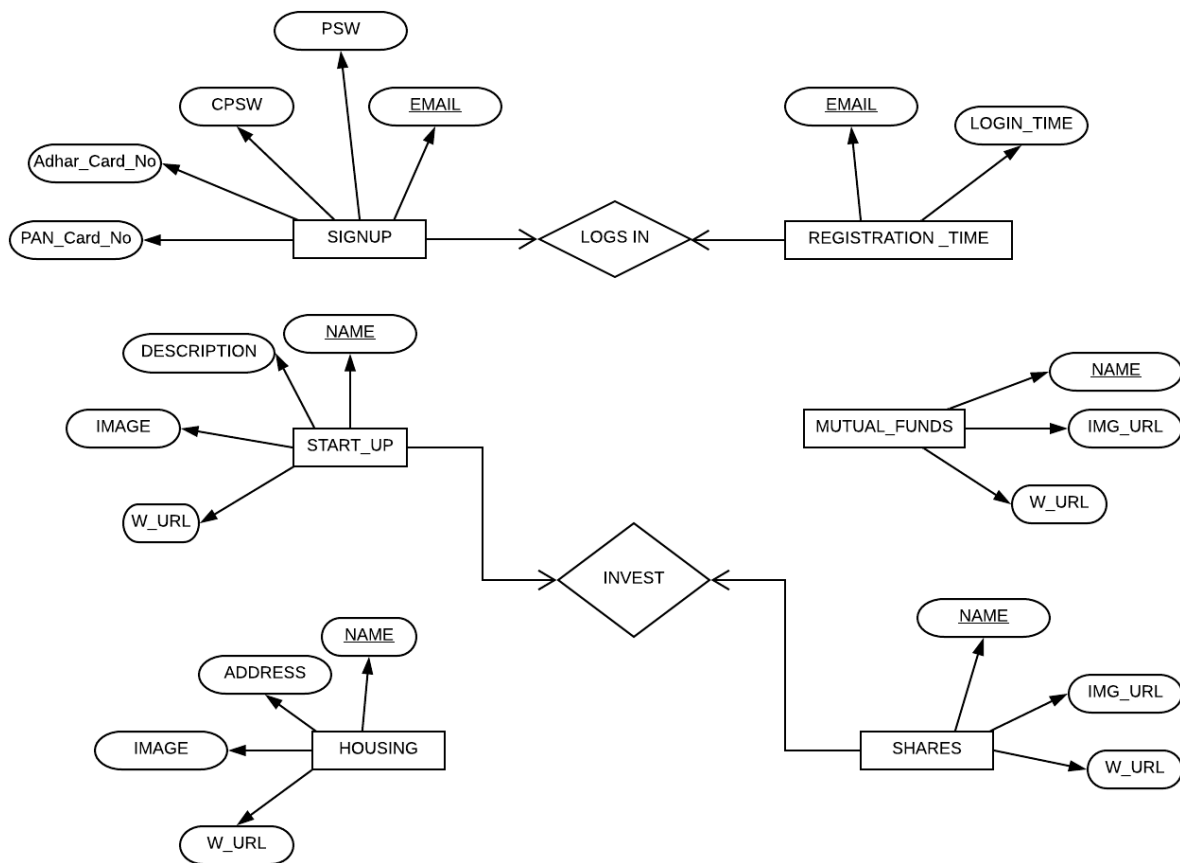 PSW
CPSW
EMAIL
EMAIL
LOGIN_TIME
Adhar_Card_No
PAN_Card_No
SIGNUP
LOGS IN
REGISTRATION _TIME
NAME
DESCRIPTION
IMAGE
START_UP
W_URL
NAME
MUTUAL_FUNDS
IMG_URL
W_URL
INVEST
NAME
ADDRESS
IMAGE
HOUSING
W_URL
NAME
IMG_URL
SHARES
W_URL